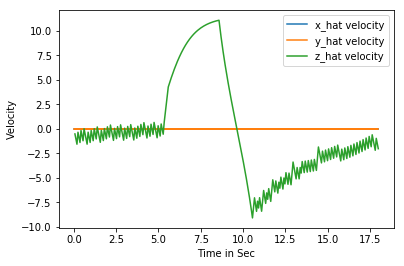 10.0
7.5
5.0
2.5
0.0
−2.5
−5.0
−7.5
−10.0
Velocity
x_hat velocity
y_hat velocity
z_hat velocity
0.0 2.5 5.0 7.5 10.0 12.5 15.0 17.5
Time in Sec